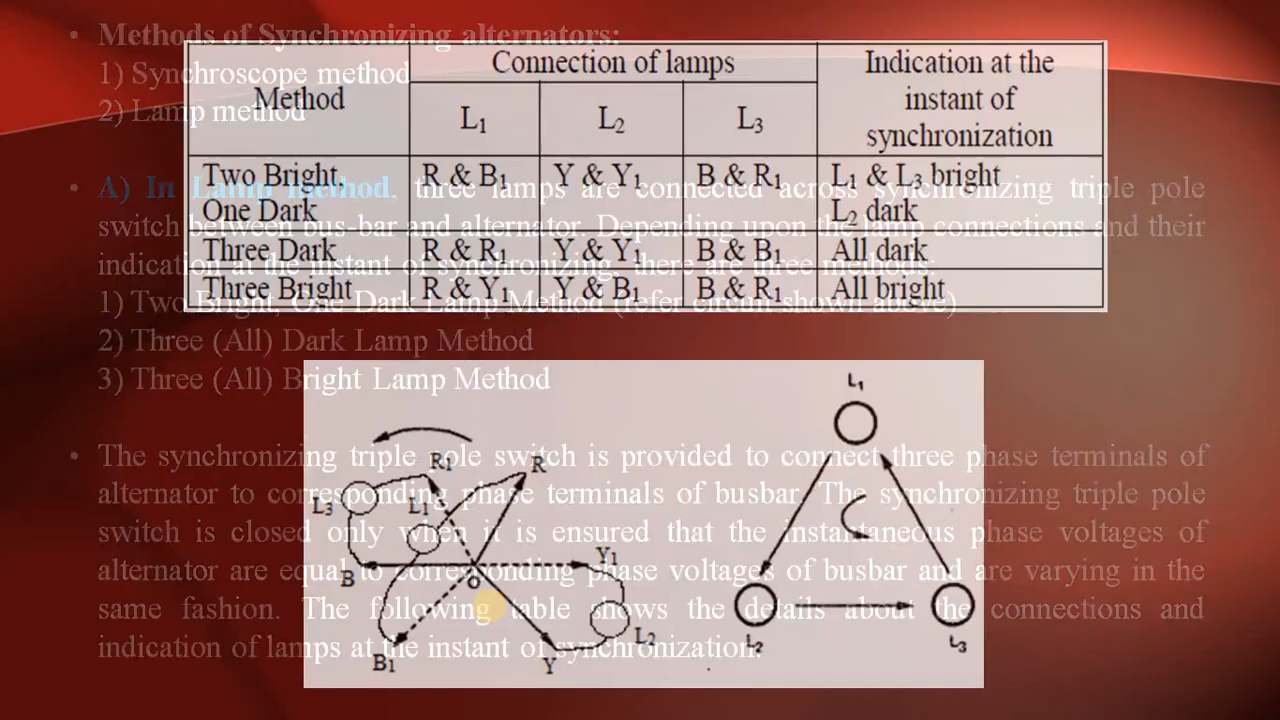 • Methods of Synchronizing alternators:
1) Synchroscope method
2) Lamp method
• A) In Lamp method, three lamps are connected across synchronizing triple pole
switch between bus-bar and alternator. Depending upon the lamp connections and their
indication at the instant of synchronizing, there are three methods:
1) Two Bright, One Dark Lamp Method (refer circuit shown above)
2) Three (All) Dark Lamp Method
3) Three (All) Bright Lamp Method
• The synchronizing triple pole switch is provided to connect three phase terminals of
alternator to corresponding phase terminals of busbar. The synchronizing triple pole
switch is closed only when it is ensured that the instantaneous phase voltages of
alternator are equal to corresponding phase voltages of busbar and are varying in the
same fashion. The following table shows the details about the connections and
indication of lamps at the instant of synchronization.
Method Connection of lamps Indication at the
instant of
synchronization
L1 L2 L3
Two Bright, R & B1 Y & Y1 B & R1 L1 & L3 bright
One Dark L2 dark
Three Dark R & R1 Y & Y1 B & B1 All dark
Three Bright R & Y1 Y & B1 B & R1 All bright
R1 R
L3 L1
B O Y1
L2
B1 Y
L1
L2 L3